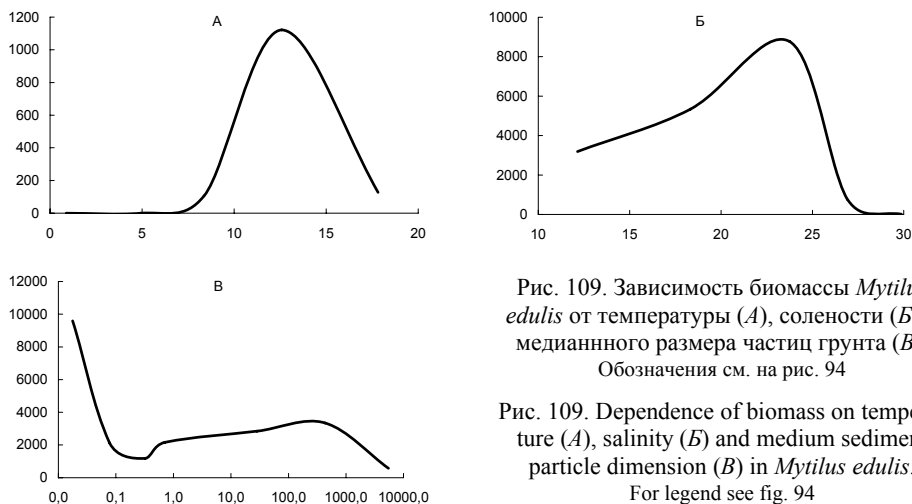 А
1200
1000
800
600
400
200
0
0 5 10 15 20
Б
10000
8000
6000
4000
2000
0
10 15 20 25 30
В
12000
10000
8000
6000
4000
2000
0
0,0 0,1 1,0 10,0 100,0 1000,0 10000,0
Рис. 109. Зависимость биомассы
edulis от температуры (А), солености (Б
медианнного размера частиц грунта (В
Обозначения см. на рис. 94
Рис. 109. Dependence of biomass on
ture (А), salinity (Б) and medium
particle dimension (В) in Mytilus edulis.
For legend see fig. 94